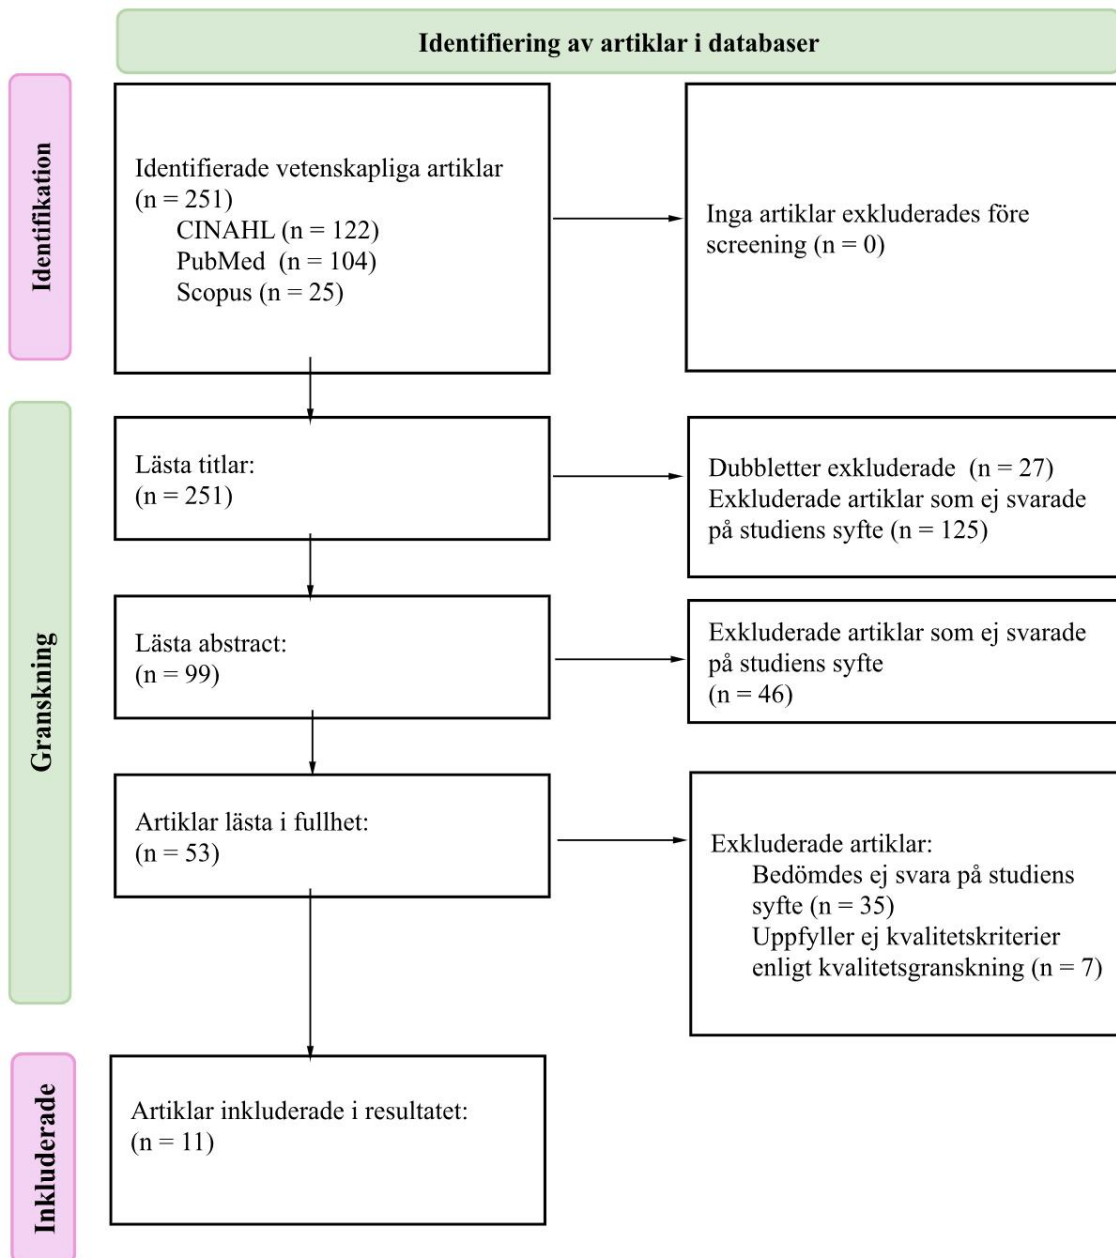 Identifiering av artiklar i databaser
Identifikation
Identifierade vetenskapliga artiklar
(n = 251)
CINAHL (n = 122)
PubMed (n = 104)
Scopus (n = 25)
Inga artiklar exkluderades före
screening (n = 0)
Granskning
Lästa titlar:
(n = 251)
Dubbletter exkluderade (n = 27)
Exkluderade artiklar som ej svarade
på studiens syfte (n = 125)
Lästa abstract:
(n = 99)
Exkluderade artiklar som ej svarade
på studiens syfte
(n = 46)
Artiklar lästa i fullhet:
(n = 53)
Exkluderade artiklar:
Bedömdes ej svara på studiens
syfte (n = 35)
Uppfyller ej kvalitetskriterier
enligt kvalitetsgranskning (n = 7)
Inkluderade
Artiklar inkluderade i resultatet:
(n = 11)